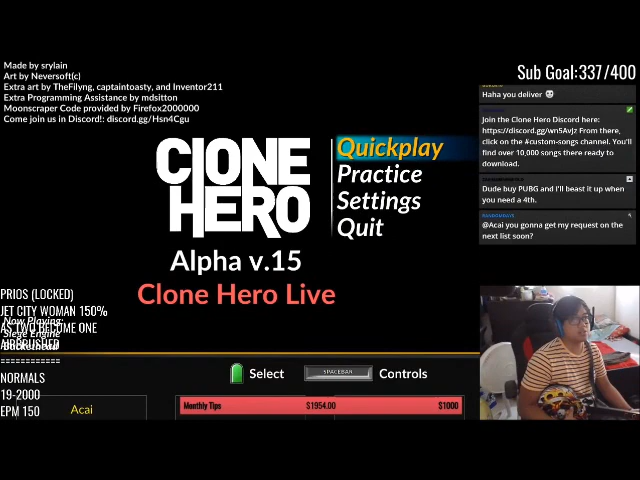 Made by srylain
Art by Neversoft(c)
Extra art by TheFilyng, captaintoasty, and Inventor211
Extra Programming Assistance by mdsitton
Moonscraper Code provided by Firefox2000000
Come join us in Discord!: discord.gg/Hsn4Cgu
Sub Goal:337/400
Haha you deliver
Join the Clone Hero Discord here:
https://discord.gg/wn5AvJz From there,
click on the #custom-songs channel. You'll
find over 10,000 songs there ready to
download.
Dude buy PUBG and i'll beast it up when
you need a 4th.
@Acai you gonna get my request on the
next list soon?
CLONE
HERO
Quickplay
Practice
Settings
Quit
Alpha v.15
Clone Hero Live
PRIOS (LOCKED)
JET CITY WOMAN 150%
Now Playing:
AS TWO BECOME ONE
Siege Engine
Buckethead
============
NORMALS
19-2000
EPM 150
Select
SPACEBAR
Controls
Acai
Monthly Tips
$1954.00
$1000